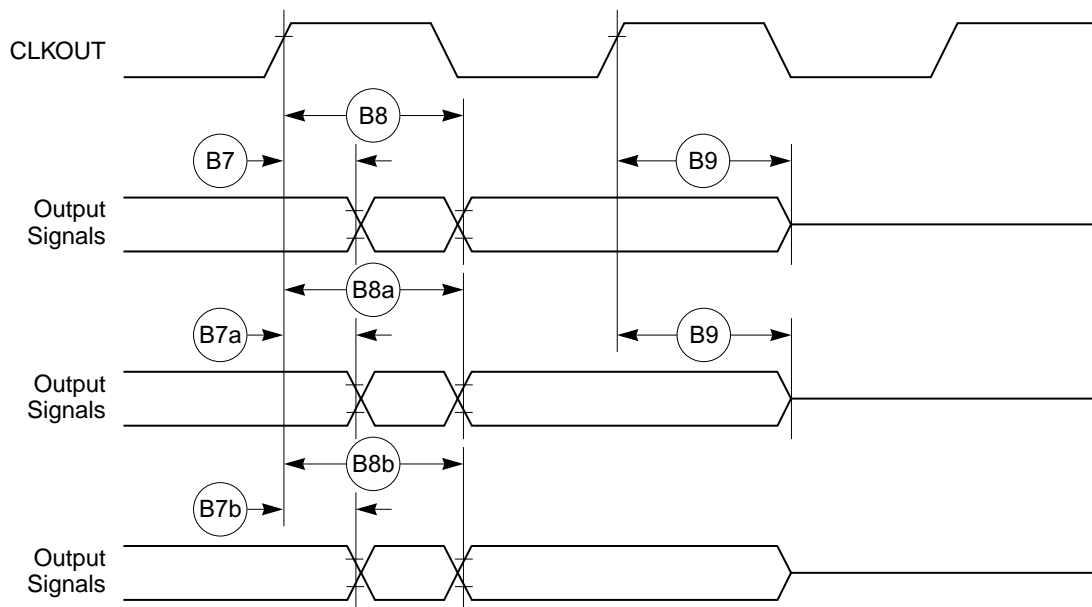 CLKOUT
B8
B7
B9
Output
Signals
B8a
B7a
B9
Output
Signals
B8b
B7b
Output
Signals